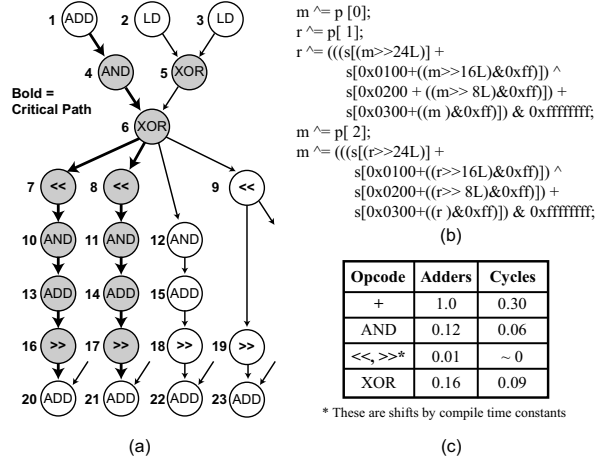 1 ADD 2 LD 3 LD
4 AND 5 XOR
Bold =
Critical Path
6 XOR
7 << 8 << 9 <<
10 AND 11 AND 12 AND
13 ADD 14 ADD 15 ADD
16 >> 17 >> 18 >> 19 >>
20 ADD 21 ADD 22 ADD 23 ADD
(a)
m ^= p [0];
r ^= p[ 1];
r ^= (((s[(m>>24L)] +
s[0x0100+((m>>16L)&0xff)]) ^
s[0x0200 + ((m>> 8L)&0xff)]) +
s[0x0300+((m )&0xff)]) & 0xffffffff;
m ^= p[ 2];
m ^= (((s[(r>>24L)] +
s[0x0100+((r>>16L)&0xff)]) ^
s[0x0200+((r>> 8L)&0xff)]) +
s[0x0300+((r )&0xff)]) & 0xffffffff;
(b)
Opcode Adders Cycles
+ 1.0 0.30
AND 0.12 0.06
<<, >>* 0.01 ~ 0
XOR 0.16 0.09
* These are shifts by compile time constants
(c)